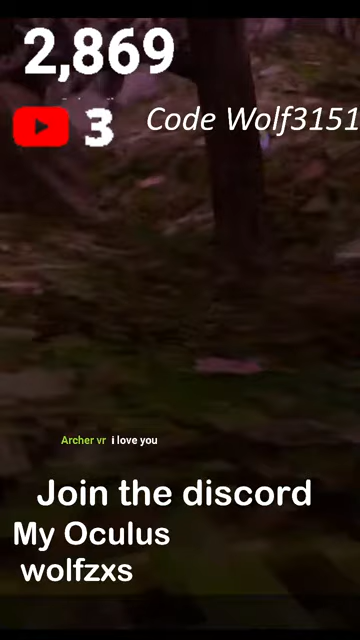 2,869
3
Code Wolf3151
Archer vr i love you
Join the discord
My Oculus
wolfzxs